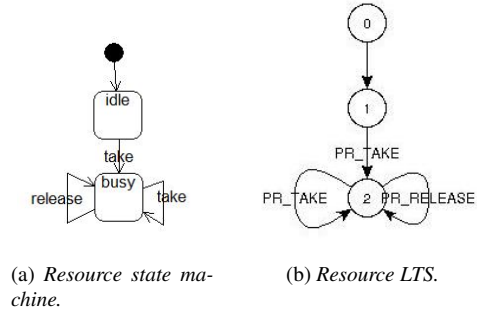 idle
take
busy
release
take
0
1
PR_TAKE
PR_TAKE
2
PR_RELEASE
(a) Resource state ma-
chine.
(b) Resource LTS.